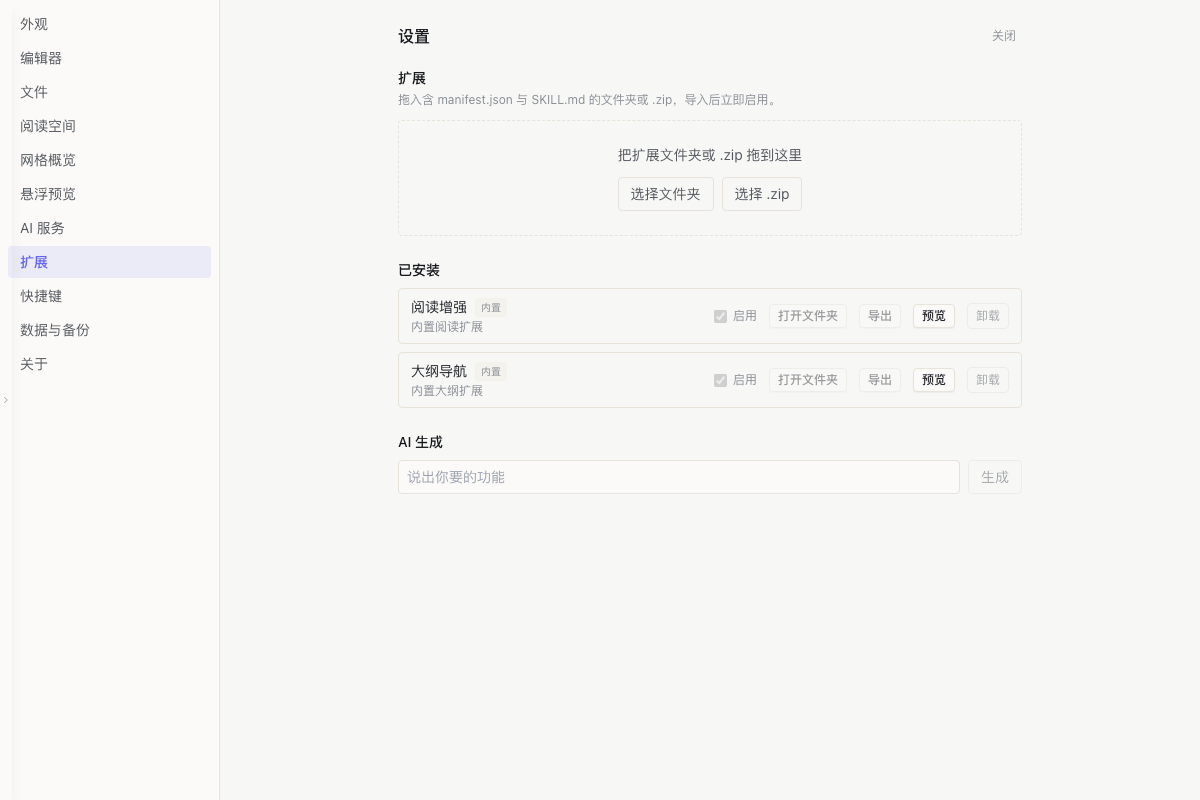 外观
编辑器
文件
阅读空间
网格概览
悬浮预览
AI 服务
扩展
快捷键
数据与备份
关于
设置
关闭
扩展
拖入含 manifest.json 与 SKILL.md 的文件夹或 .zip，导入后立即启用。
把扩展文件夹或 .zip 拖到这里
选择文件夹
选择 .zip
已安装
阅读增强 内置
内置阅读扩展
启用 打开文件夹 导出 预览 卸载
大纲导航 内置
内置大纲扩展
启用 打开文件夹 导出 预览 卸载
AI 生成
说出你要的功能
生成